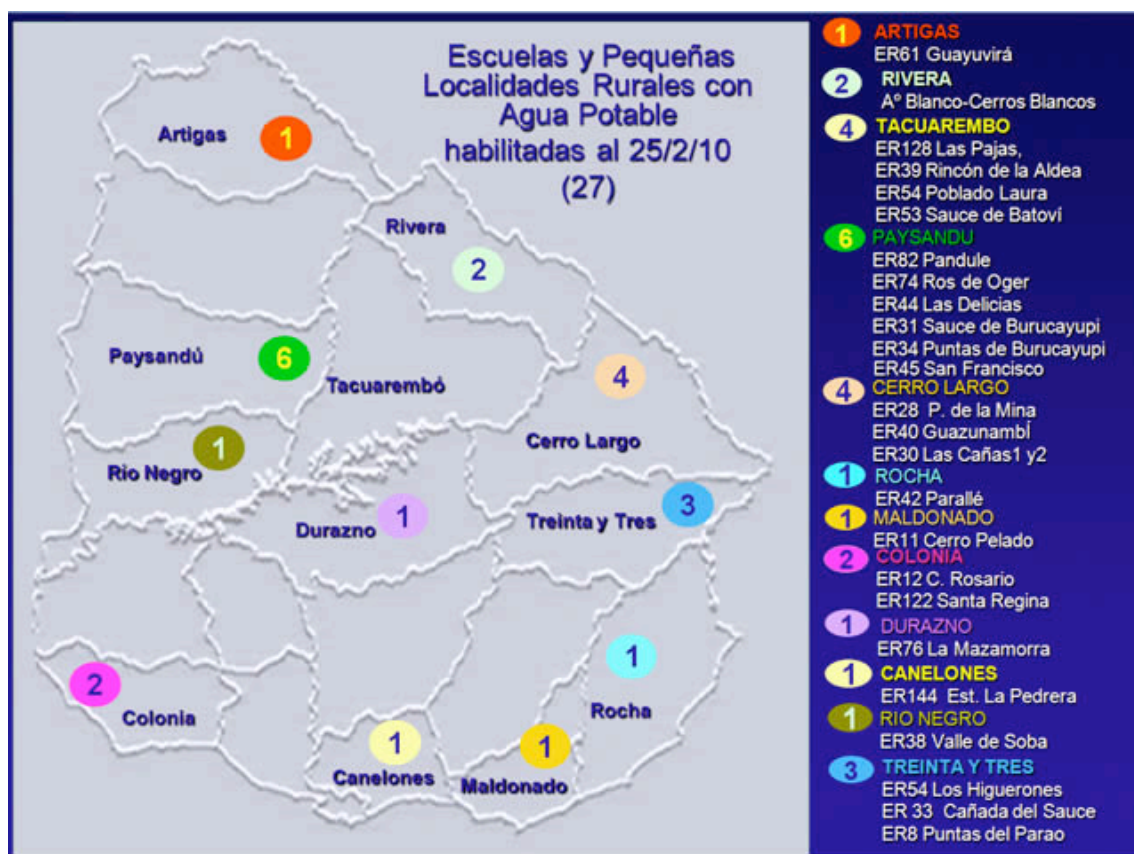 Escuelas y Pequeñas
Localidades Rurales con
Agua Potable
habilitadas al 25/2/10
(27)
Artigas
1
Rivera
2
Paysandú
6
Tacuarembó
4
Cerro Largo
Rio Negro
1
Durazno
1
Treinta y Tres
3
Colonia
2
Canelones
1
Maldonado
1
Rocha
1
1 ARTIGAS
ER61 Guayuvirá
2 RIVERA
Aº Blanco-Cerros Blancos
4 TACUAREMBO
ER128 Las Pajas,
ER39 Rincón de la Aldea
ER54 Poblado Laura
ER53 Sauce de Batoví
6 PAYSANDU
ER82 Pandule
ER74 Ros de Oger
ER44 Las Delicias
ER31 Sauce de Burucayupi
ER34 Puntas de Burucayupi
ER45 San Francisco
4 CERRO LARGO
ER28 P. de la Mina
ER40 Guazunambí
ER30 Las Cañas1 y2
1 ROCHA
ER42 Parallé
1 MALDONADO
ER11 Cerro Pelado
2 COLONIA
ER12 C. Rosario
ER122 Santa Regina
1 DURAZNO
ER76 La Mazamorra
1 CANELONES
ER144 Est. La Pedrera
1 RIO NEGRO
ER38 Valle de Soba
3 TREINTA Y TRES
ER54 Los Higuerones
ER 33 Cañada del Sauce
ER8 Puntas del Parao